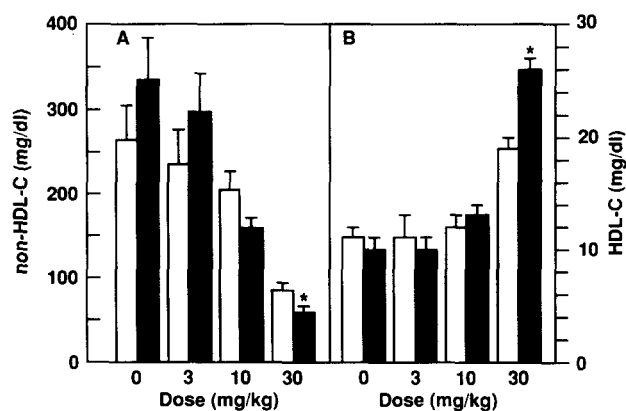 A
B
400
300
200
100
0
non-HDL-C (mg/dl)
*
*
30
20
10
0
HDL-C (mg/dl)
0 3 10 30
0 3 10 30
Dose (mg/kg)
Dose (mg/kg)